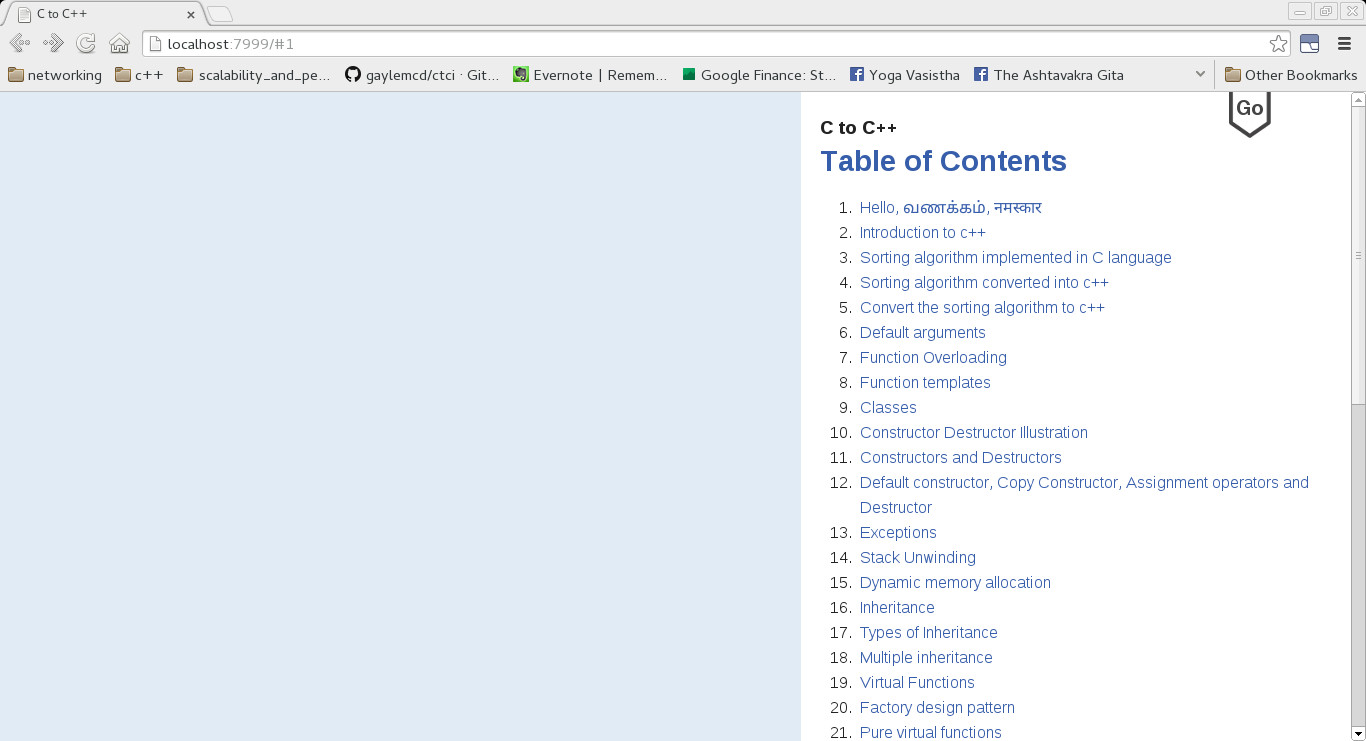 C to C++
localhost:7999/#1
networking c++ scalability_and_pe... gaylemcd/ctci · Git... Evernote | Remem... Google Finance: St... Yoga Vasistha The Ashtavakra Gita Other Bookmarks
Go
C to C++
Table of Contents
1. Hello, வணக்கம், नमस्कार
2. Introduction to c++
3. Sorting algorithm implemented in C language
4. Sorting algorithm converted into c++
5. Convert the sorting algorithm to c++
6. Default arguments
7. Function Overloading
8. Function templates
9. Classes
10. Constructor Destructor Illustration
11. Constructors and Destructors
12. Default constructor, Copy Constructor, Assignment operators and
Destructor
13. Exceptions
14. Stack Unwinding
15. Dynamic memory allocation
16. Inheritance
17. Types of Inheritance
18. Multiple inheritance
19. Virtual Functions
20. Factory design pattern
21. Pure virtual functions